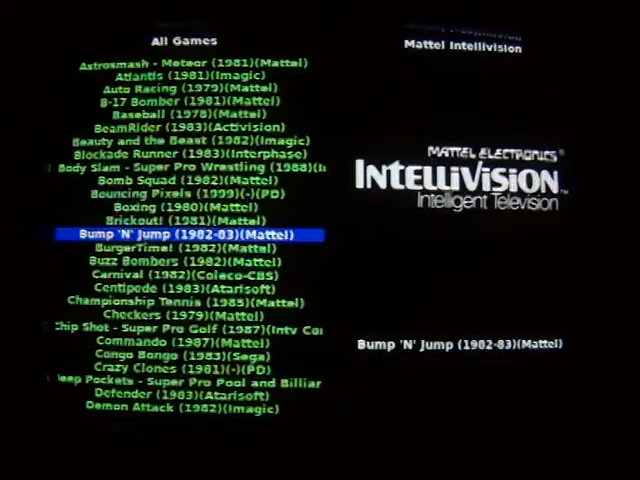 All Games
Astrosmash - Meteor (1981)(Mattel)
Atlantis (1981)(Imagic)
Auto Racing (1979)(Mattel)
B-17 Bomber (1981)(Mattel)
Baseball (1978)(Mattel)
BeamRider (1983)(Activision)
Beauty and the Beast (1982)(Imagic)
Blockade Runner (1983)(Interphase)
Body Slam - Super Pro Wrestling (1988)(In
Bomb Squad (1982)(Mattel)
Bouncing Pixels (1999)(-)(PD)
Boxing (1980)(Mattel)
Brickout! (1981)(Mattel)
Bump 'N' Jump (1982-83)(Mattel)
BurgerTime! (1982)(Mattel)
Buzz Bombers (1982)(Mattel)
Carnival (1982)(Coleco-CBS)
Centipede (1983)(Atarisoft)
Championship Tennis (1985)(Mattel)
Checkers (1979)(Mattel)
Chip Shot - Super Pro Golf (1987)(Intv Cor
Commando (1987)(Mattel)
Congo Bongo (1983)(Sega)
Crazy Clones (1981)(-)(PD)
eep Pockets - Super Pro Pool and Billiar
Defender (1983)(Atarisoft)
Demon Attack (1982)(Imagic)
Mattel Intellivision
MATTEL ELECTRONICS®
INTELLIVISION™
Intelligent Television
Bump 'N' Jump (1982-83)(Mattel)